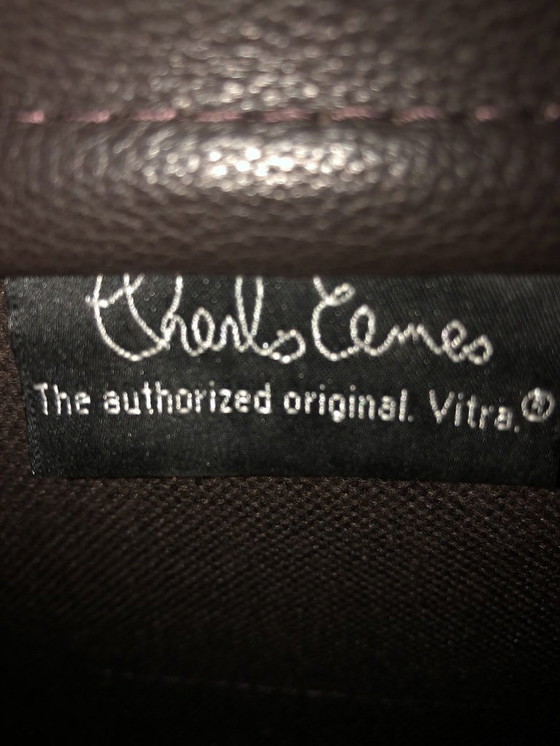 Charles Eames
The authorized original. Vitra.®